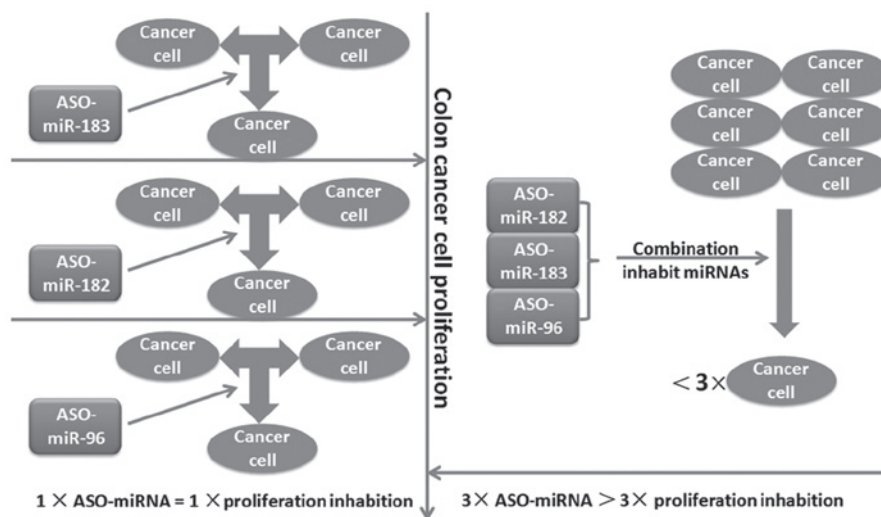 Cancer
cell
Cancer
cell
ASO-
miR-183
Cancer
cell
Cancer
cell
Cancer
cell
ASO-
miR-182
Cancer
cell
Cancer
cell
Cancer
cell
ASO-
miR-96
Cancer
cell
1 × ASO-miRNA = 1 × proliferation inhabition
Colon cancer cell proliferation
Cancer
cell
Cancer
cell
Cancer
cell
Cancer
cell
Cancer
cell
Cancer
cell
ASO-
miR-182
ASO-
miR-183
ASO-
miR-96
Combination
inhabit miRNAs
< 3×
Cancer
cell
3× ASO-miRNA > 3× proliferation inhabition